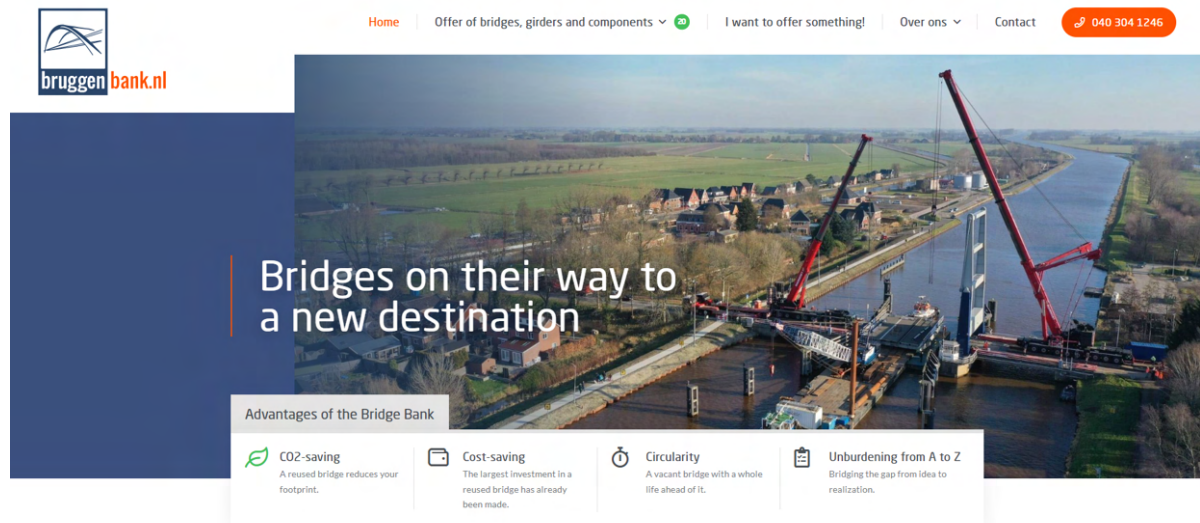 bruggenbank.nl
Home
Offer of bridges, girders and components
20
I want to offer something!
Over ons
Contact
040 304 1246
Bridges on their way to
a new destination
Advantages of the Bridge Bank
CO2-saving
A reused bridge reduces your
footprint.
Cost-saving
The largest investment in a
reused bridge has already
been made.
Circularity
A vacant bridge with a whole
life ahead of it.
Unburdening from A to Z
Bridging the gap from idea to
realization.